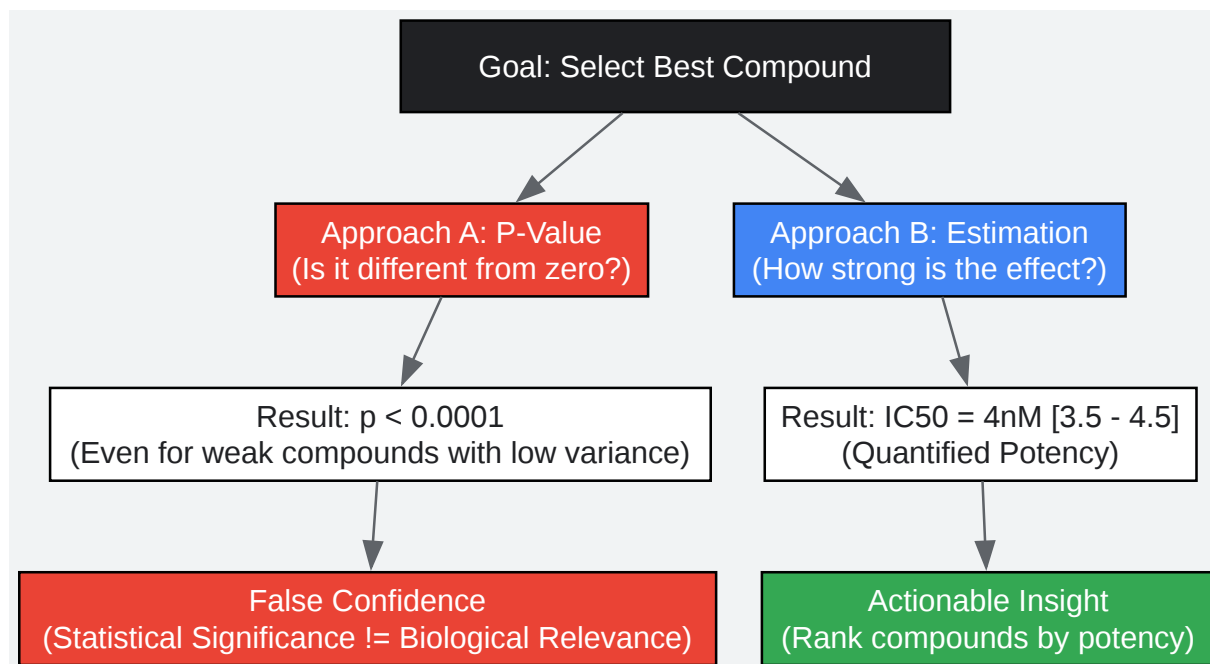 Goal: Select Best Compound
Approach A: P-Value
(Is it different from zero?)
Approach B: Estimation
(How strong is the effect?)
Result: p < 0.0001
(Even for weak compounds with low variance)
Result: IC50 = 4nM [3.5 - 4.5]
(Quantified Potency)
False Confidence
(Statistical Significance != Biological Relevance)
Actionable Insight
(Rank compounds by potency)